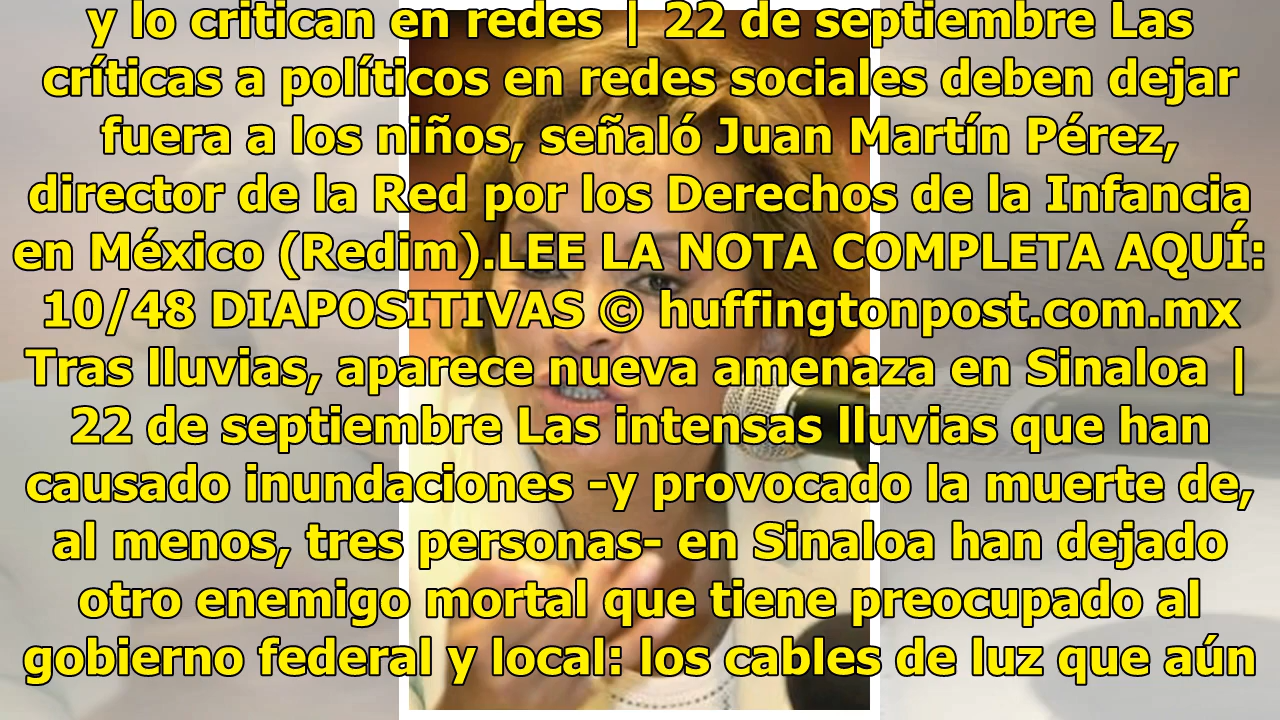 y lo critican en redes | 22 de septiembre Las
críticas a políticos en redes sociales deben dejar
fuera a los niños, señaló Juan Martín Pérez,
director de la Red por los Derechos de la Infancia
en México (Redim).LEE LA NOTA COMPLETA AQUÍ:
10/48 DIAPOSITIVAS © huffingtonpost.com.mx
Tras lluvias, aparece nueva amenaza en Sinaloa |
22 de septiembre Las intensas lluvias que han
causado inundaciones -y provocado la muerte de,
al menos, tres personas- en Sinaloa han dejado
otro enemigo mortal que tiene preocupado al
gobierno federal y local: los cables de luz que aún